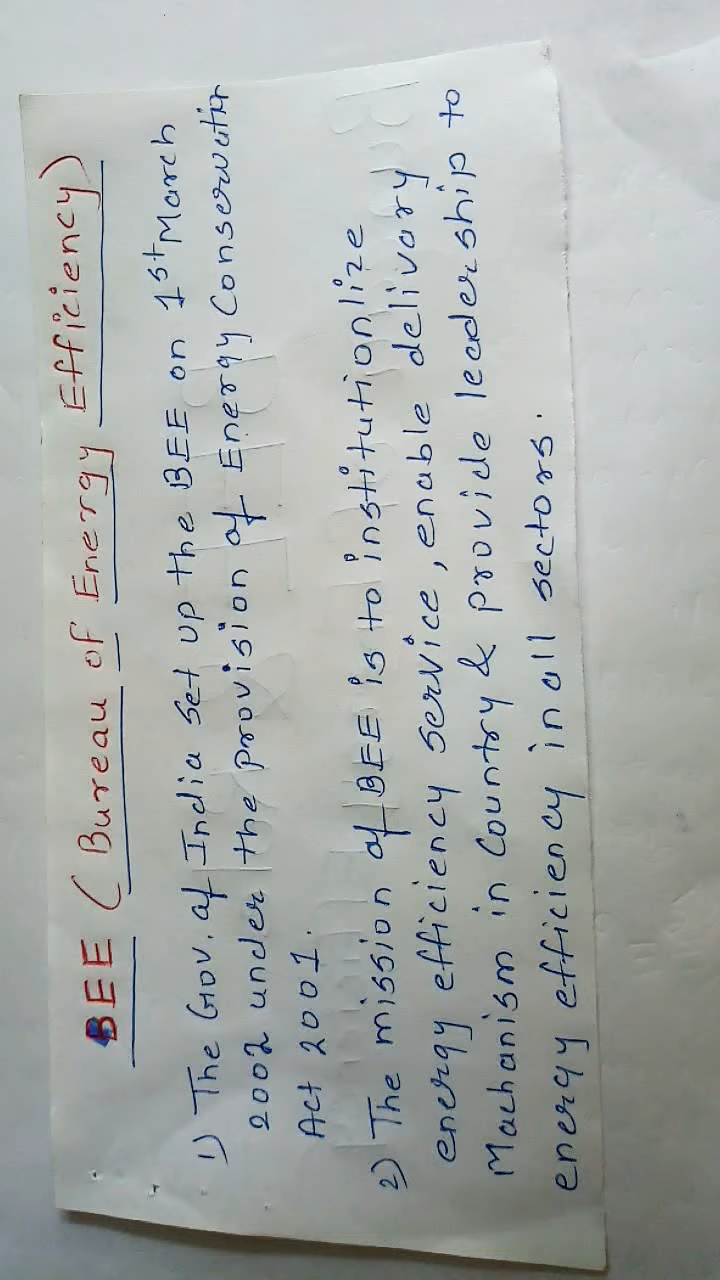 BEE ( Bureau of Energy Efficiency)
1) The Gov. of India set up the BEE on 1st March
2002 under the provision of Energy Conservation
Act 2001.
2) The mission of BEE is to institutionlize
energy efficiency service, enable delivary
Machanism in Country & provide leadership to
energy efficiency in all sectors.